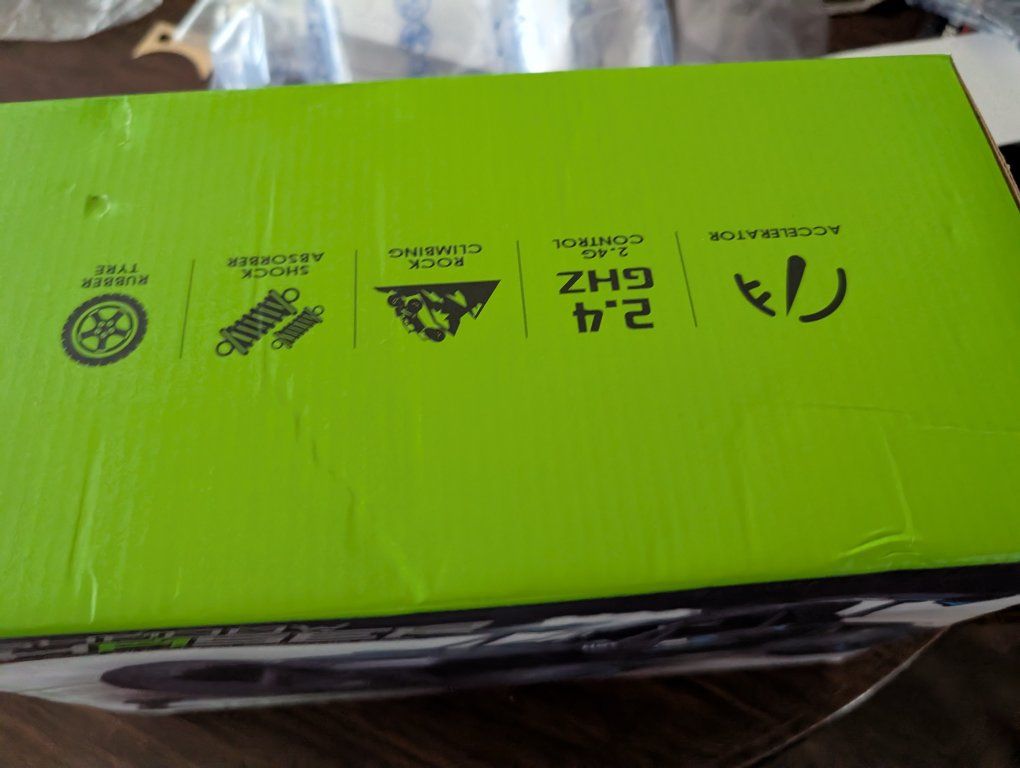 ACCELERATOR
2.4
GHZ
2.4G
CONTROL
ROCK
CLIMBING
SHOCK
ABSORBER
RUBBER
TYRE